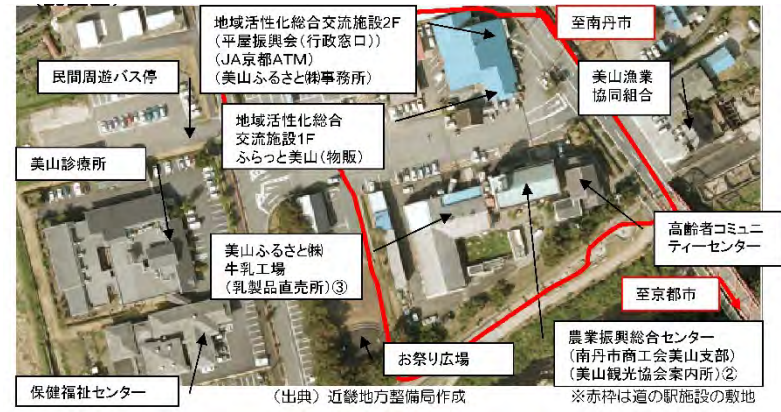 地域活性化総合交流施設2F
(平屋振興会(行政窓口))
(JA京都ATM)
(美山ふるさと㈱事務所)
至南丹市
民間周遊バス停
美山漁業
協同組合
地域活性化総合
交流施設1F
ふらっと美山(物販)
美山診療所
高齢者コミュニ
ティーセンター
美山ふるさと㈱
牛乳工場
(乳製品直売所)③
至京都市
お祭り広場
農業振興総合センター
(南丹市商工会美山支部)
(美山観光協会案内所)②
保健福祉センター
(出典)近畿地方整備局作成
※赤枠は道の駅施設の敷地